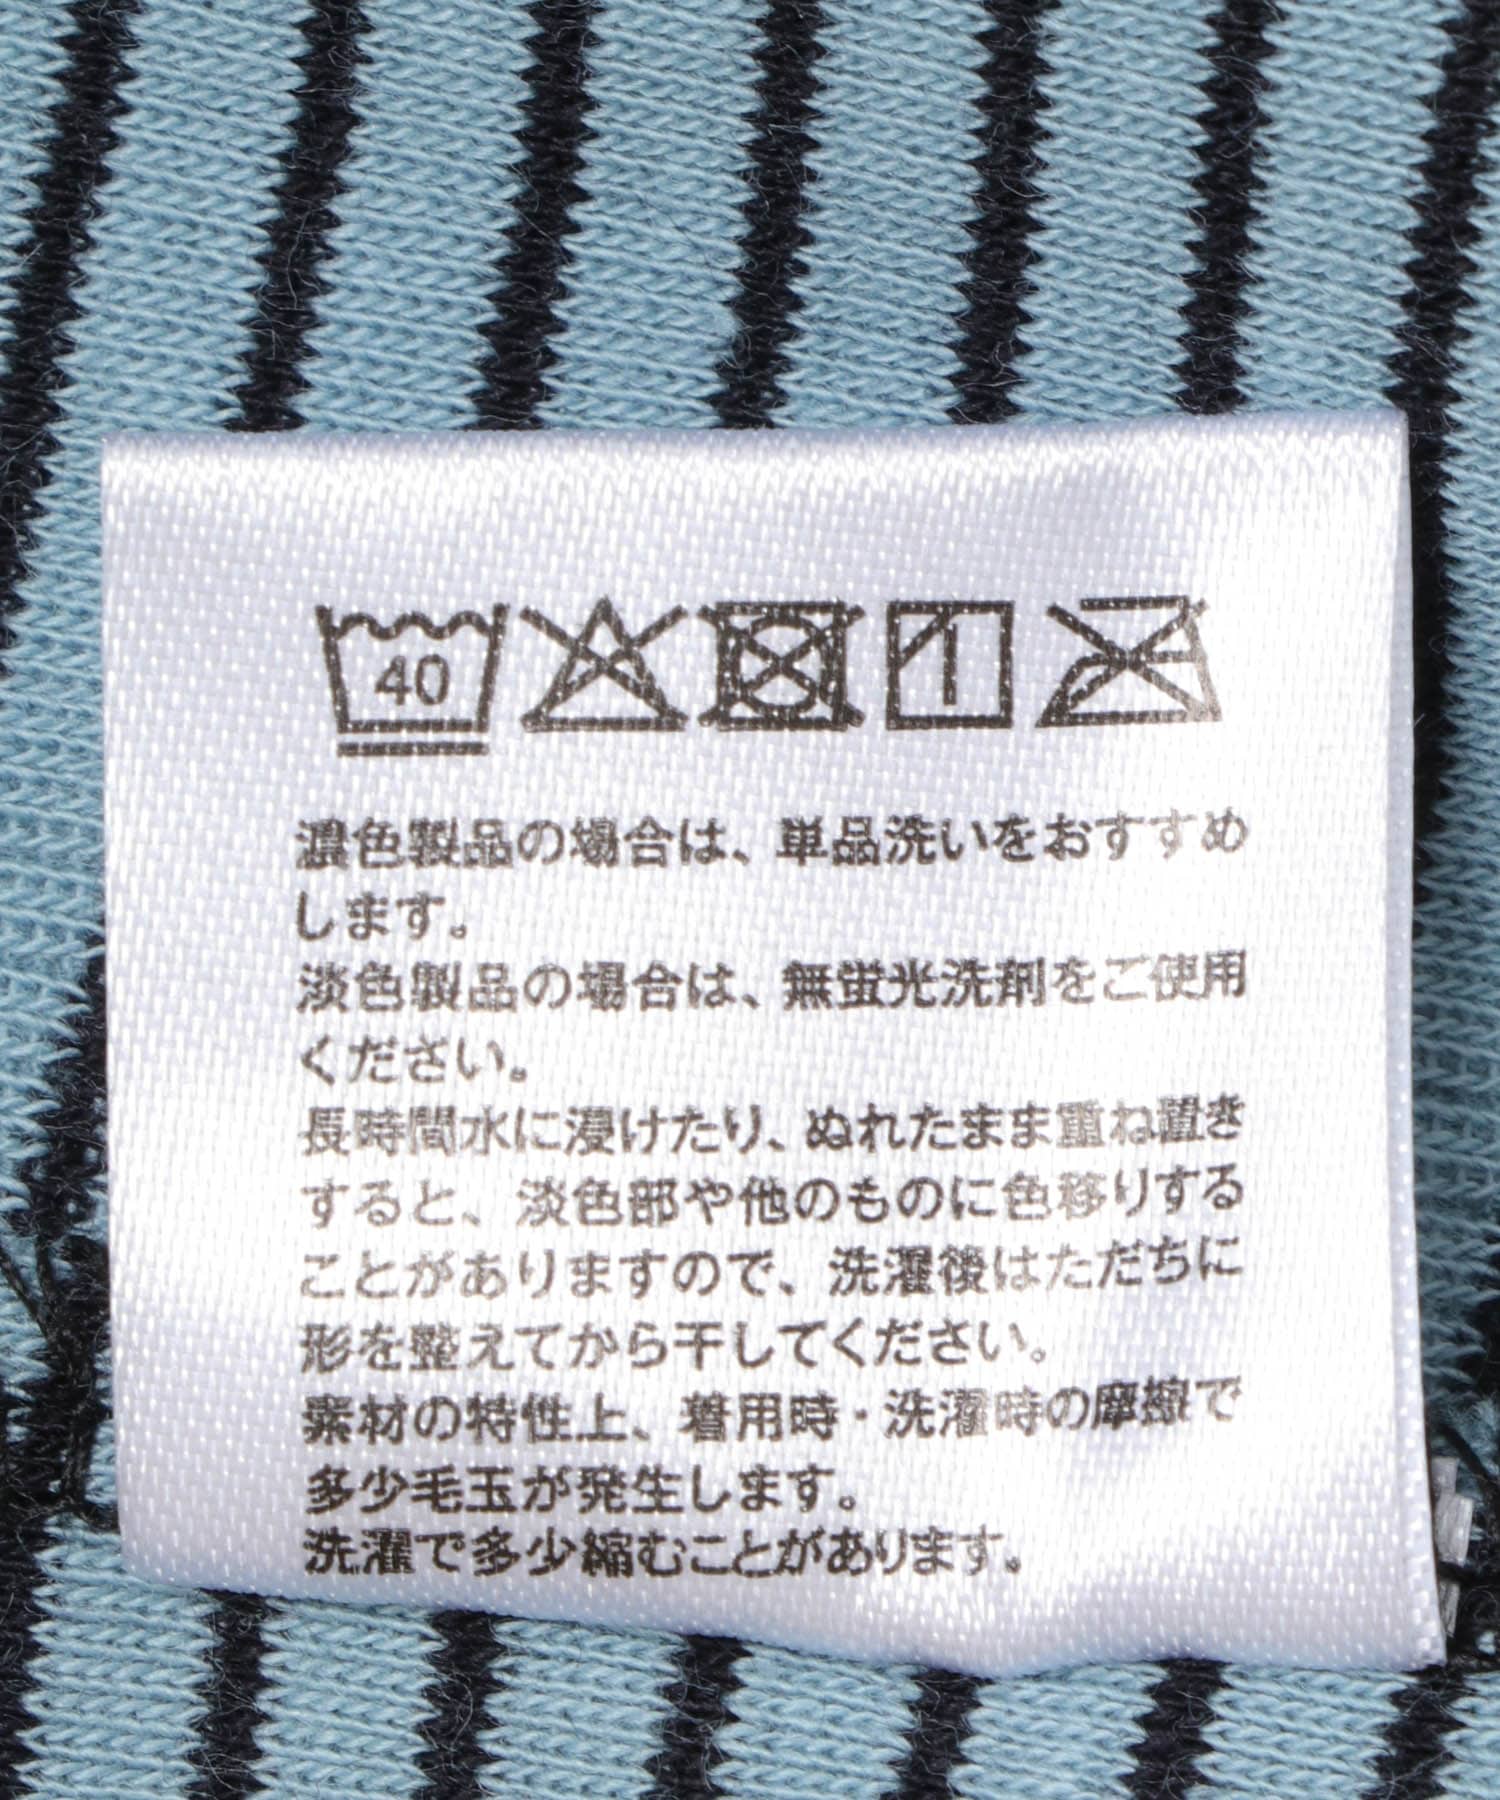 40
濃色製品の場合は、単品洗いをおすすめ
します。
淡色製品の場合は、無蛍光洗剤をご使用
ください。
長時間水に浸けたり、ぬれたまま重ね置き
すると、淡色部や他のものに色移りする
ことがありますので、洗濯後はただちに
形を整えてから干してください。
素材の特性上、着用時・洗濯時の摩擦で
多少毛玉が発生します。
洗濯で多少縮むことがあります。